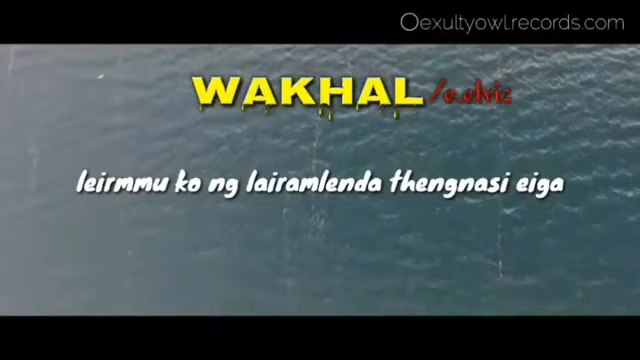 Oexultyowl.records.com
WAKHAL /e.elviz
leirmmu ko ng lairamlenda thengnasi eiga